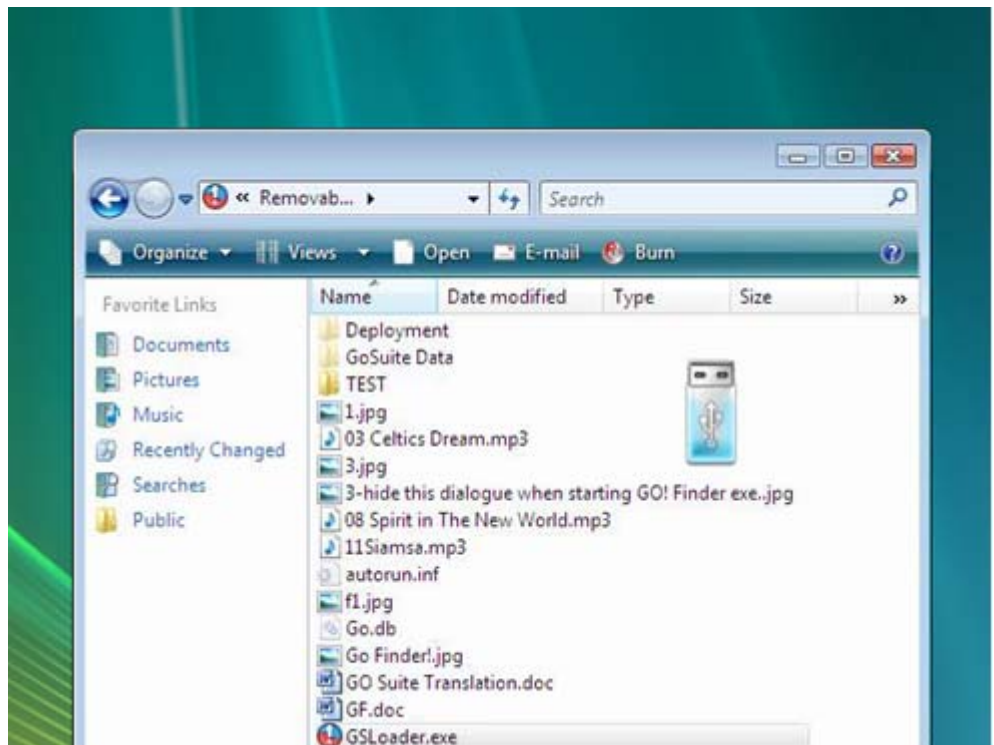 « Removab...
Search
Organize Views Open E-mail Burn
Favorite Links
Documents
Pictures
Music
Recently Changed
Searches
Public
Name Date modified Type Size »
Deployment
GoSuite Data
TEST
1.jpg
03 Celtics Dream.mp3
3.jpg
3-hide this dialogue when starting GO! Finder exe..jpg
08 Spirit in The New World.mp3
11Siamsa.mp3
autorun.inf
f1.jpg
Go.db
Go Finder!.jpg
GO Suite Translation.doc
GF.doc
GSLoader.exe